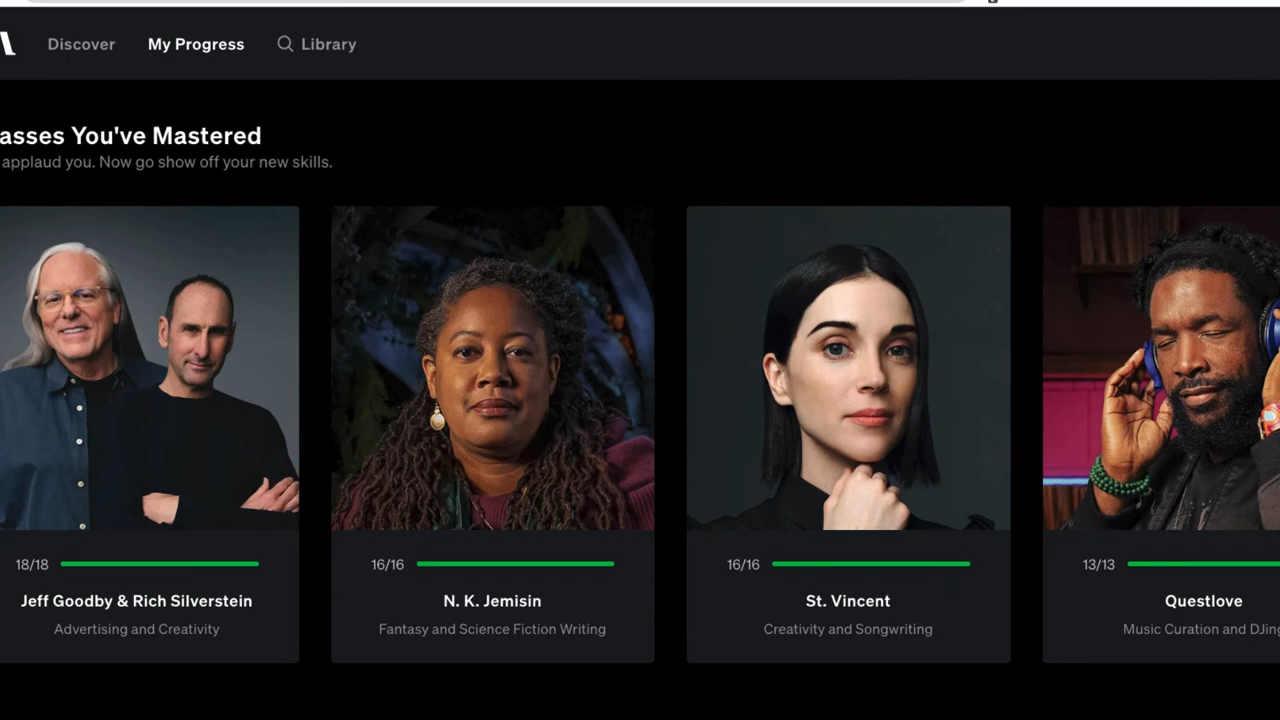 Discover
My Progress
Library
asses You've Mastered
applaud you. Now go show off your new skills.
18/18
16/16
16/16
13/13
Jeff Goodby & Rich Silverstein
N. K. Jemisin
St. Vincent
Questlove
Advertising and Creativity
Fantasy and Science Fiction Writing
Creativity and Songwriting
Music Curation and DJing